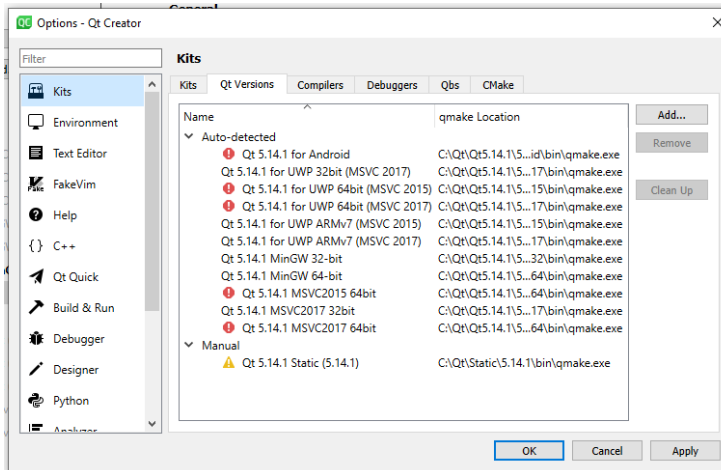 General
QC Options - Qt Creator
Filter
Kits
Kits Qt Versions Compilers Debuggers Qbs CMake
Kits
Environment
Text Editor
FakeVim
Help
C++
Qt Quick
Build & Run
Debugger
Designer
Python
Analyzer
Name qmake Location
Auto-detected
Qt 5.14.1 for Android C:\Qt\Qt5.14.1\5...id\bin\qmake.exe
Qt 5.14.1 for UWP 32bit (MSVC 2017) C:\Qt\Qt5.14.1\5...17\bin\qmake.exe
Qt 5.14.1 for UWP 64bit (MSVC 2015) C:\Qt\Qt5.14.1\5...15\bin\qmake.exe
Qt 5.14.1 for UWP 64bit (MSVC 2017) C:\Qt\Qt5.14.1\5...17\bin\qmake.exe
Qt 5.14.1 for UWP ARMv7 (MSVC 2015) C:\Qt\Qt5.14.1\5...15\bin\qmake.exe
Qt 5.14.1 for UWP ARMv7 (MSVC 2017) C:\Qt\Qt5.14.1\5...17\bin\qmake.exe
Qt 5.14.1 MinGW 32-bit C:\Qt\Qt5.14.1\5...32\bin\qmake.exe
Qt 5.14.1 MinGW 64-bit C:\Qt\Qt5.14.1\5...64\bin\qmake.exe
Qt 5.14.1 MSVC2015 64bit C:\Qt\Qt5.14.1\5...64\bin\qmake.exe
Qt 5.14.1 MSVC2017 32bit C:\Qt\Qt5.14.1\5...17\bin\qmake.exe
Qt 5.14.1 MSVC2017 64bit C:\Qt\Qt5.14.1\5...64\bin\qmake.exe
Manual
Qt 5.14.1 Static (5.14.1) C:\Qt\Static\5.14.1\bin\qmake.exe
Add...
Remove
Clean Up
OK Cancel Apply